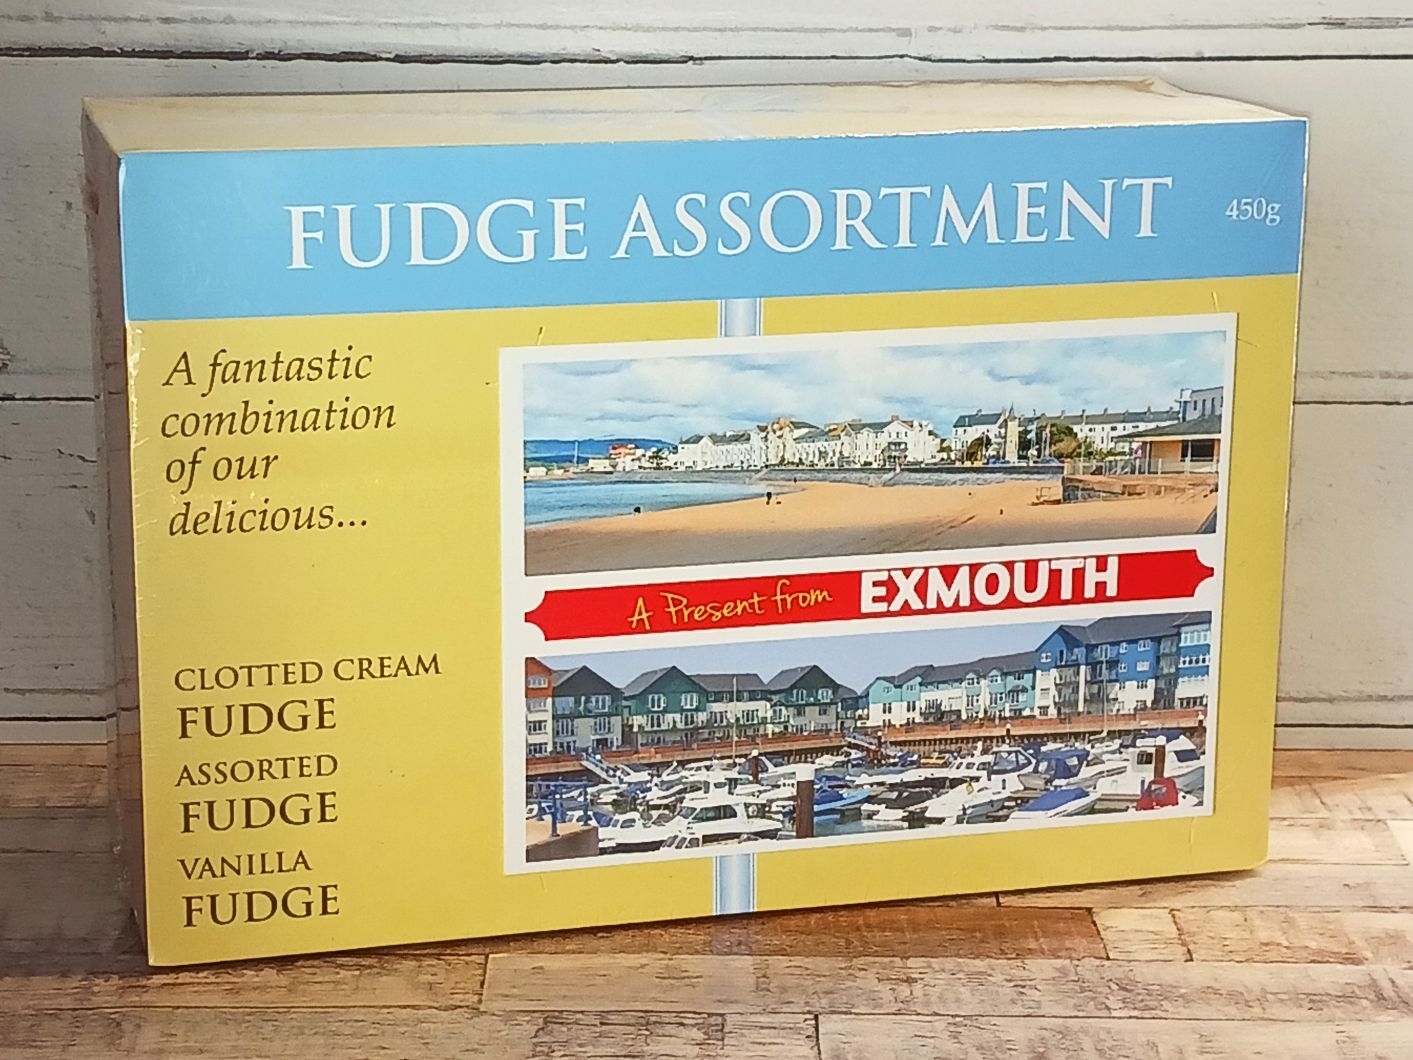 FUDGE ASSORTMENT 450g
A fantastic
combination
of our
delicious...
CLOTTED CREAM
FUDGE
ASSORTED
FUDGE
VANILLA
FUDGE
A Present from EXMOUTH